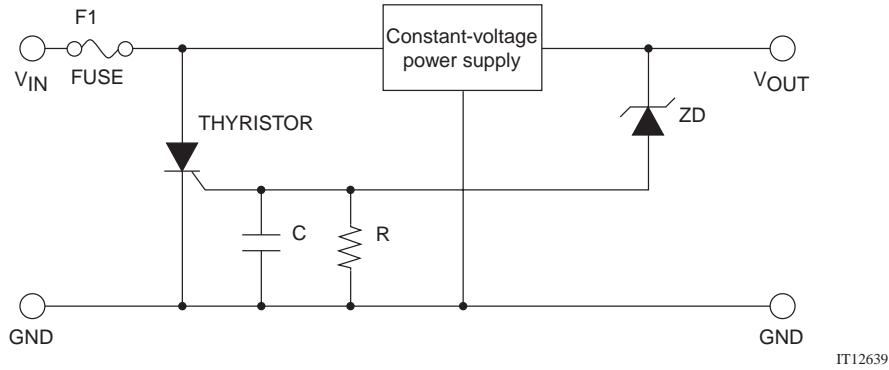 F1
VIN
FUSE
Constant-voltage
power supply
VOUT
ZD
THYRISTOR
C
R
GND
GND
IT12639